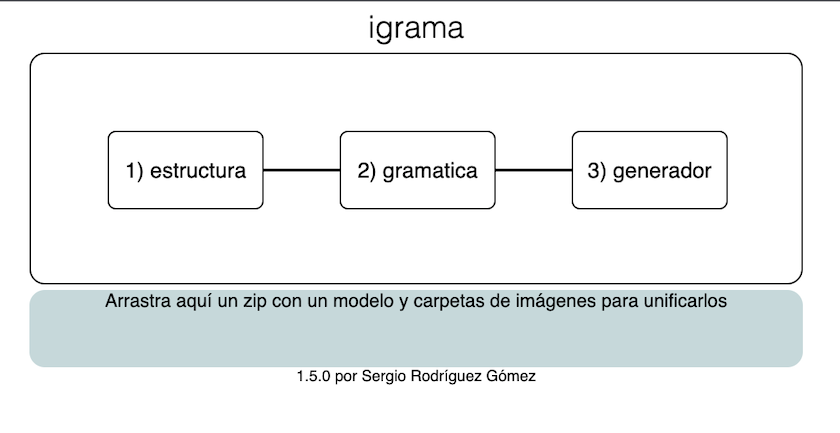 igrama
1) estructura
2) gramatica
3) generador
Arrastra aquí un zip con un modelo y carpetas de imágenes para unificarlos
1.5.0 por Sergio Rodríguez Gómez